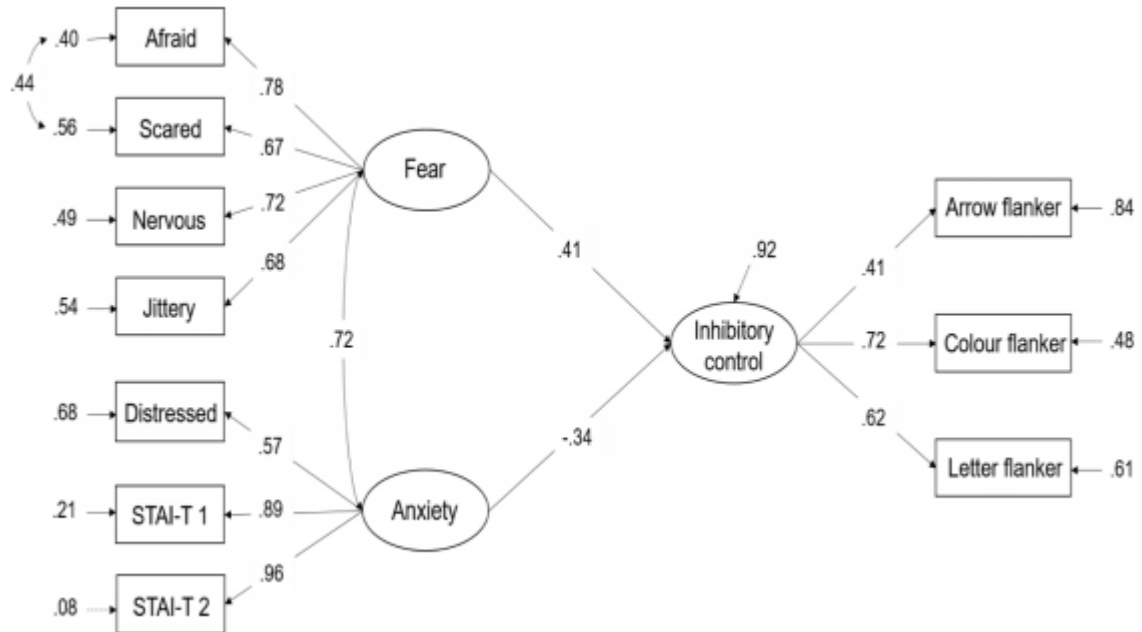 .40
Afraid
.44
.78
.56
Scared
.67
Fear
.49
Nervous
.72
.68
.54
Jittery
.72
.41
.92
Inhibitory
control
-.34
.68
Distressed
.57
.21
STAI-T 1
.89
Anxiety
.96
.08
STAI-T 2
Arrow flanker
.84
.41
.72
Colour flanker
.48
.62
Letter flanker
.61